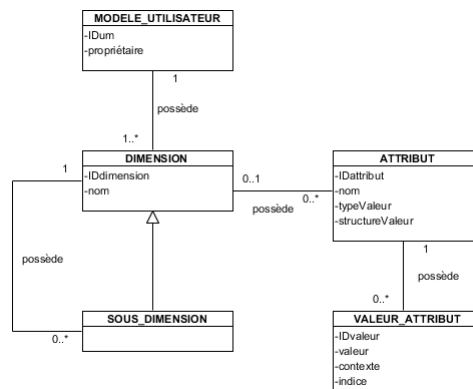 MODELE_UTILISATEUR
-IDum
-propriétaire
1
possède
1..*
DIMENSION
-IDdimension
-nom
1
0..1
possède
0..*
ATTRIBUT
-IDattribut
-nom
-typeValeur
-structureValeur
possède
0..*
SOUS_DIMENSION
1
possède
0..*
VALEUR_ATTRIBUT
-IDvaleur
-valeur
-contexte
-indice